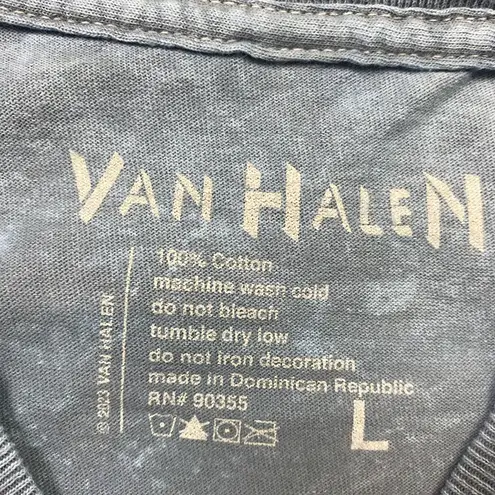 VAN HALEN
100% Cotton
machine wash cold
do not bleach
tumble dry low
do not iron decoration
made in Dominican Republic
RN# 90355
© 2023 VAN HALEN
L